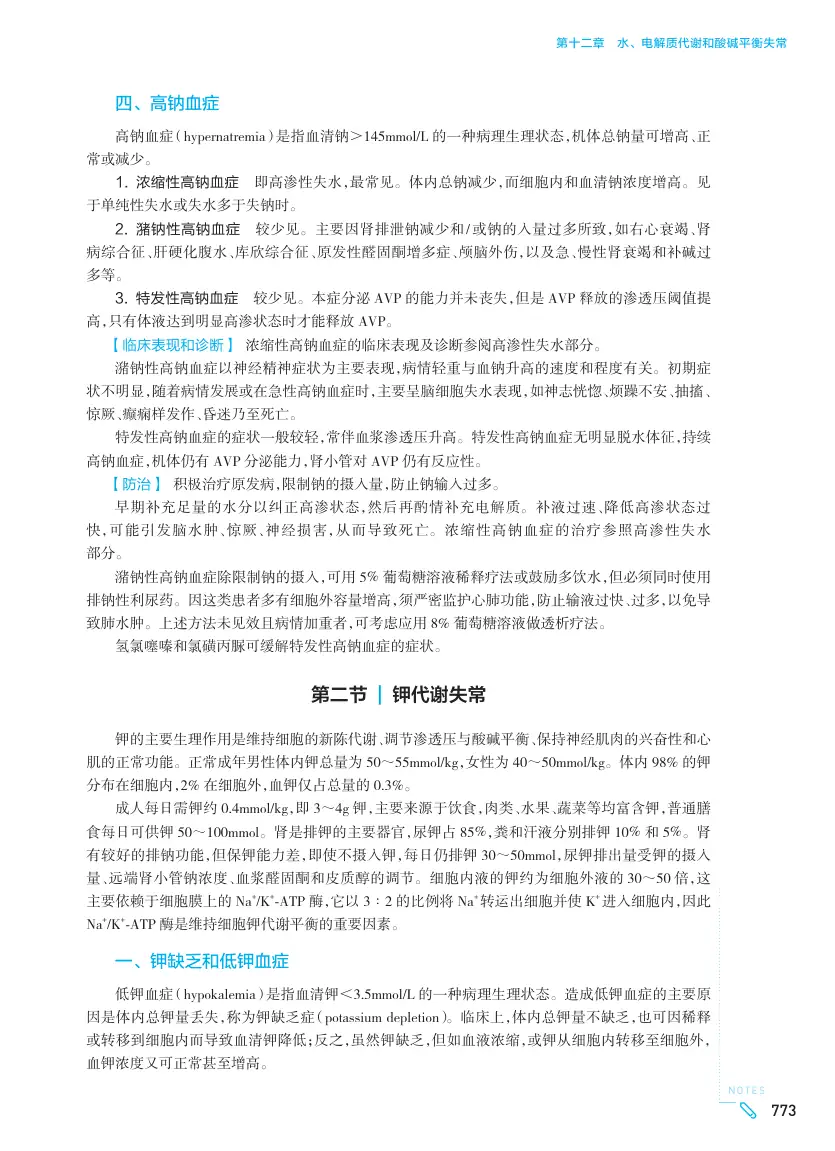 第十二章 水、电解质代谢和酸碱平衡失常
四、高钠血症
高钠血症（hypernatremia）是指血清钠＞145mmol/L 的一种病理生理状态，机体总钠量可增高、正
常或减少。
1. 浓缩性高钠血症 即高渗性失水，最常见。体内总钠减少，而细胞内和血清钠浓度增高。见
于单纯性失水或失水多于失钠时。
2. 潴钠性高钠血症 较少见。主要因肾排泄钠减少和/或钠的入量过多所致，如右心衰竭、肾
病综合征、肝硬化腹水、库欣综合征、原发性醛固酮增多症、颅脑外伤，以及急、慢性肾衰竭和补碱过
多等。
3. 特发性高钠血症 较少见。本症分泌 AVP 的能力并未丧失，但是 AVP 释放的渗透压阈值提
高，只有体液达到明显高渗状态时才能释放 AVP。
【临床表现和诊断】 浓缩性高钠血症的临床表现及诊断参阅高渗性失水部分。
潴钠性高钠血症以神经精神症状为主要表现，病情轻重与血钠升高的速度和程度有关。初期症
状不明显，随着病情发展或在急性高钠血症时，主要呈脑细胞失水表现，如神志恍惚、烦躁不安、抽搐、
惊厥、癫痫样发作、昏迷乃至死亡。
特发性高钠血症的症状一般较轻，常伴血浆渗透压升高。特发性高钠血症无明显脱水体征，持续
高钠血症，机体仍有 AVP 分泌能力，肾小管对 AVP 仍有反应性。
【防治】 积极治疗原发病，限制钠的摄入量，防止钠输入过多。
早期补充足量的水分以纠正高渗状态，然后再酌情补充电解质。补液过速、降低高渗状态过
快，可能引发脑水肿、惊厥、神经损害，从而导致死亡。浓缩性高钠血症的治疗参照高渗性失水
部分。
潴钠性高钠血症除限制钠的摄入，可用 5% 葡萄糖溶液稀释疗法或鼓励多饮水，但必须同时使用
排钠性利尿药。因这类患者多有细胞外容量增高，须严密监护心肺功能，防止输液过快、过多，以免导
致肺水肿。上述方法未见效且病情加重者，可考虑应用 8% 葡萄糖溶液做透析疗法。
氢氯噻嗪和氯磺丙脲可缓解特发性高钠血症的症状。
第二节 | 钾代谢失常
钾的主要生理作用是维持细胞的新陈代谢、调节渗透压与酸碱平衡、保持神经肌肉的兴奋性和心
肌的正常功能。正常成年男性体内钾总量为 50～55mmol/kg，女性为 40～50mmol/kg。体内 98% 的钾
分布在细胞内，2% 在细胞外，血钾仅占总量的 0.3%。
成人每日需钾约 0.4mmol/kg，即 3～4g 钾，主要来源于饮食，肉类、水果、蔬菜等均富含钾，普通膳
食每日可供钾 50～100mmol。肾是排钾的主要器官，尿钾占 85%，粪和汗液分别排钾 10% 和 5%。肾
有较好的排钠功能，但保钾能力差，即使不摄入钾，每日仍排钾 30～50mmol，尿钾排出量受钾的摄入
量、远端肾小管钠浓度、血浆醛固酮和皮质醇的调节。细胞内液的钾约为细胞外液的 30～50 倍，这
主要依赖于细胞膜上的 Na⁺/K⁺-ATP 酶，它以 3∶2 的比例将 Na⁺转运出细胞并使 K⁺进入细胞内，因此
Na⁺/K⁺-ATP 酶是维持细胞钾代谢平衡的重要因素。
一、钾缺乏和低钾血症
低钾血症（hypokalemia）是指血清钾＜3.5mmol/L 的一种病理生理状态。造成低钾血症的主要原
因是体内总钾量丢失，称为钾缺乏症（potassium depletion）。临床上，体内总钾量不缺乏，也可因稀释
或转移到细胞内而导致血清钾降低；反之，虽然钾缺乏，但如血液浓缩，或钾从细胞内转移至细胞外，
血钾浓度又可正常甚至增高。
NOTES
773